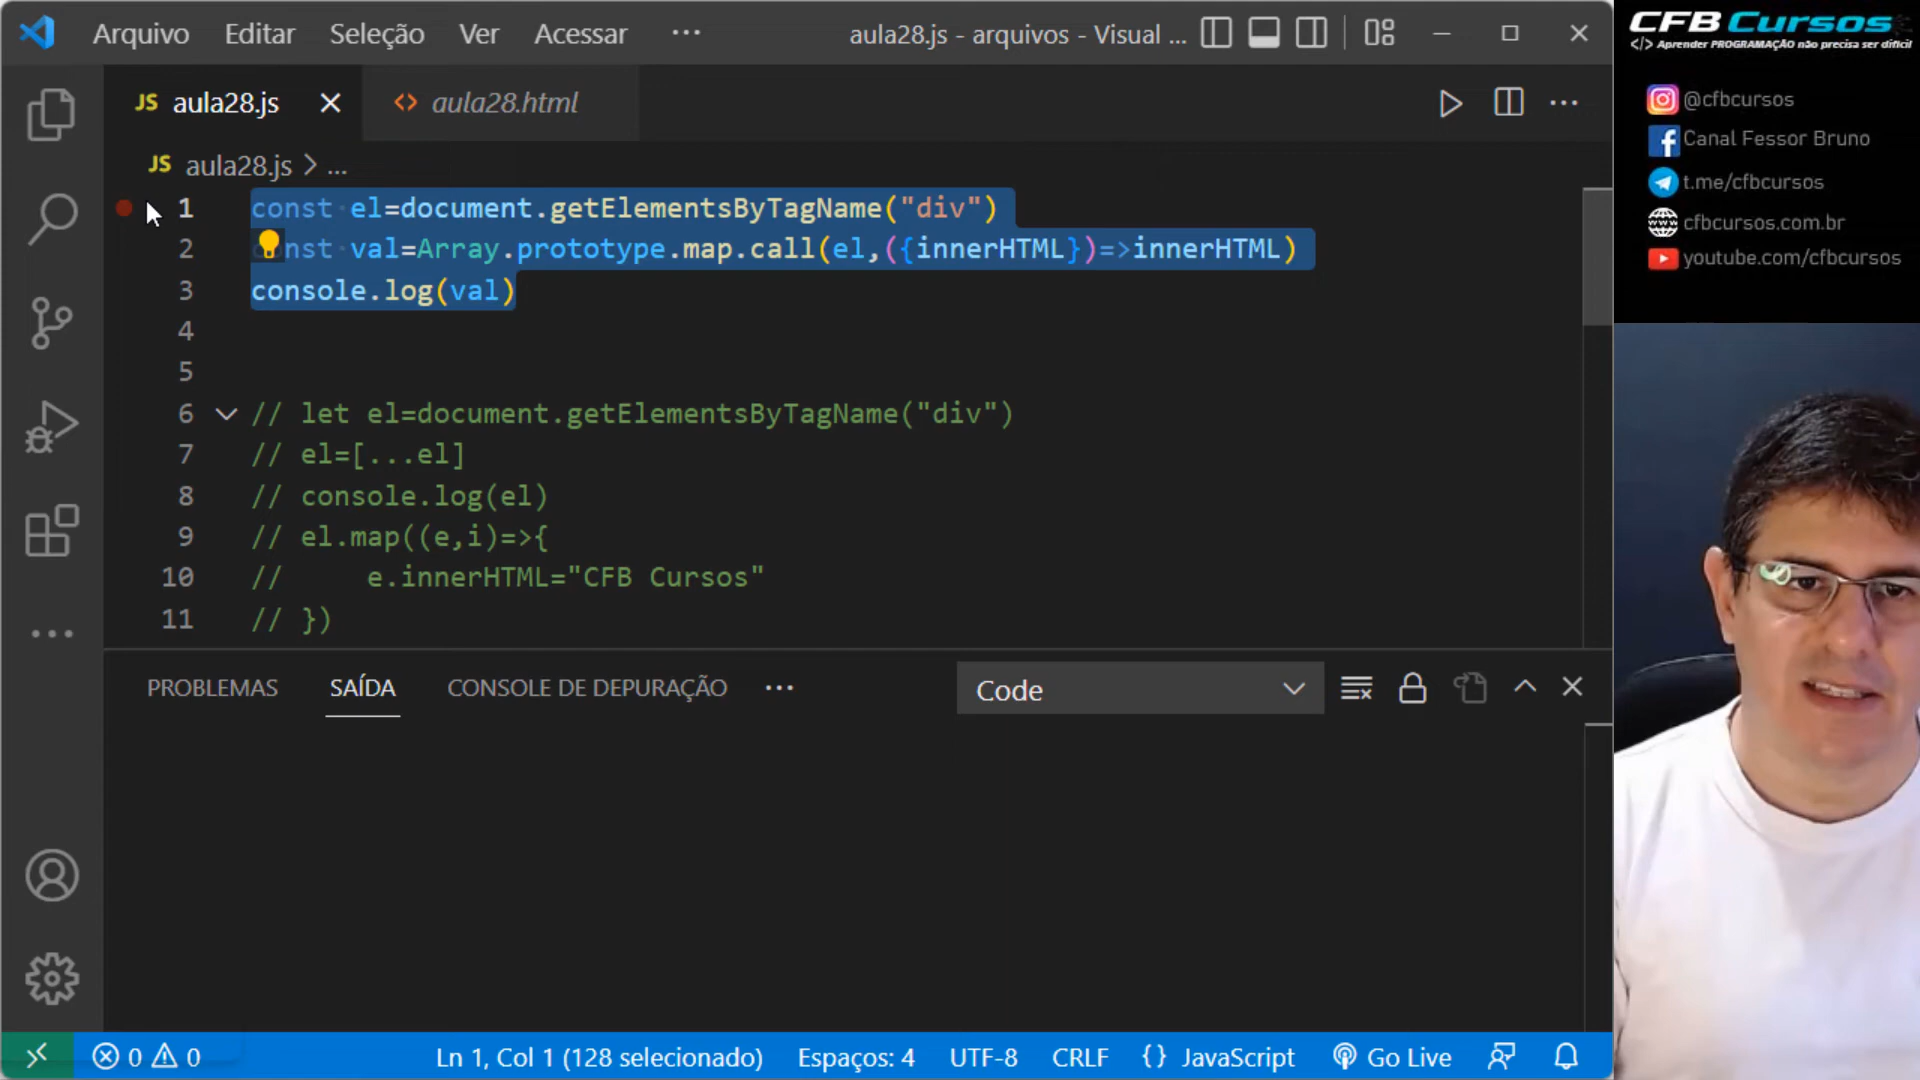 Arquivo Editar Seleção Ver Acessar ··· aula28.js - arquivos - Visual ...
JS aula28.js <> aula28.html
JS aula28.js > ...
1 const el=document.getElementsByTagName("div")
2 const val=Array.prototype.map.call(el,({innerHTML})=>innerHTML)
3 console.log(val)
4
5
6 // let el=document.getElementsByTagName("div")
7 // el=[...el]
8 // console.log(el)
9 // el.map((e,i)=>{
10 //     e.innerHTML="CFB Cursos"
11 // })
PROBLEMAS SAÍDA CONSOLE DE DEPURAÇÃO ··· Code
0 0 Ln 1, Col 1 (128 selecionado) Espaços: 4 UTF-8 CRLF {} JavaScript Go Live
CFB Cursos
</> Aprender PROGRAMAÇÃO não precisa ser difícil
@cfbcursos
Canal Fessor Bruno
t.me/cfbcursos
cfbcursos.com.br
youtube.com/cfbcursos